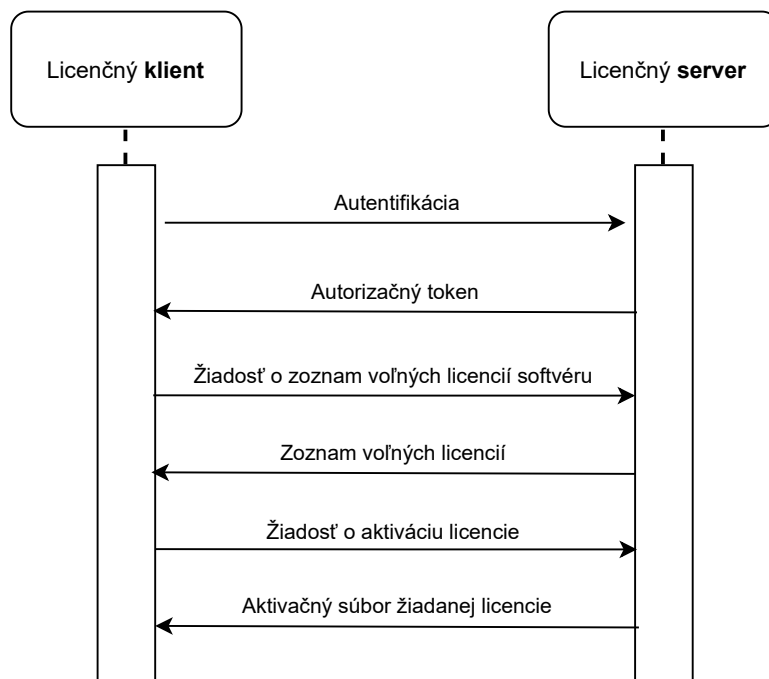 Licenčný klient
Licenčný server
Autentifikácia
Autorizačný token
Žiadosť o zoznam voľných licencií softvéru
Zoznam voľných licencií
Žiadosť o aktiváciu licencie
Aktivačný súbor žiadanej licencie